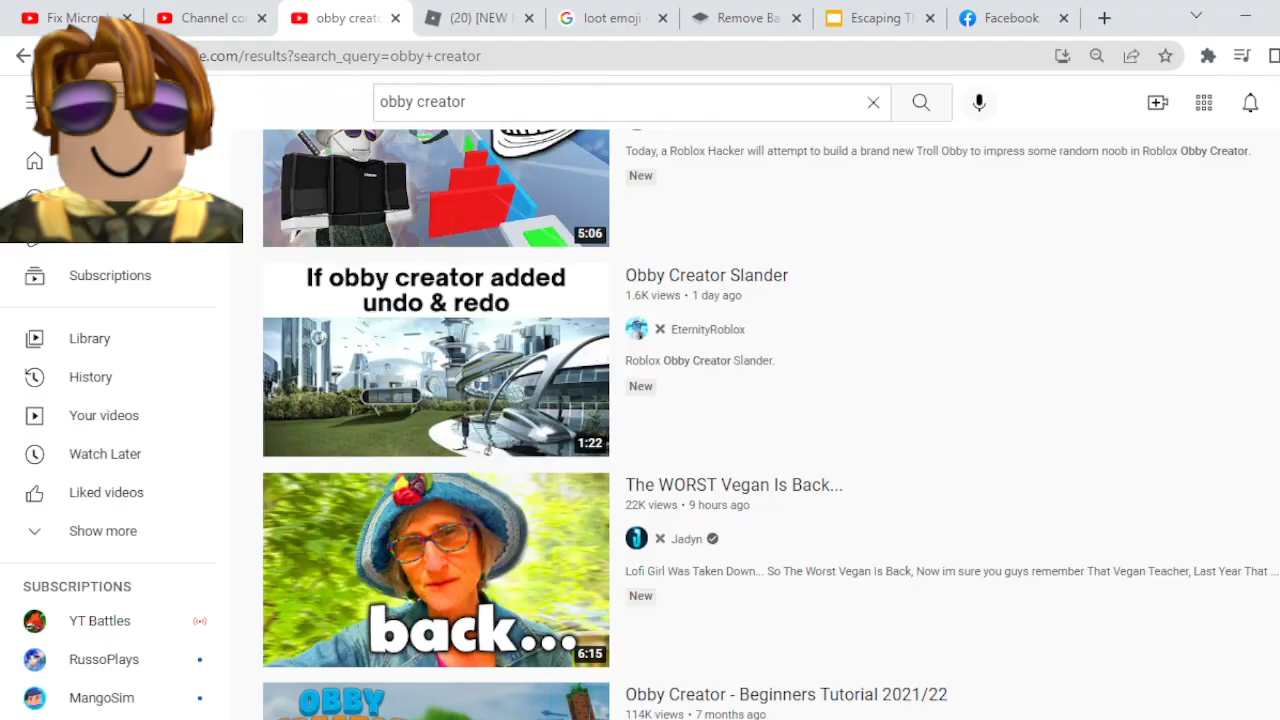 Fix Microp
Channel co
obby creato
(20) [NEW
loot emoji -
Remove Ba
Escaping Th
Facebook
e.com/results?search_query=obby+creator
obby creator
Today, a Roblox Hacker will attempt to build a brand new Troll Obby to impress some random noob in Roblox Obby Creator.
New
5:06
Subscriptions
If obby creator added
undo & redo
1:22
Obby Creator Slander
1.6K views • 1 day ago
EternityRoblox
Roblox Obby Creator Slander.
New
Library
History
Your videos
Watch Later
Liked videos
Show more
back...
6:15
The WORST Vegan Is Back...
22K views • 9 hours ago
Jadyn
Lofi Girl Was Taken Down... So The Worst Vegan Is Back, Now im sure you guys remember That Vegan Teacher, Last Year That ...
New
SUBSCRIPTIONS
YT Battles
RussoPlays
MangoSim
OBBY
Obby Creator - Beginners Tutorial 2021/22
114K views • 7 months ago